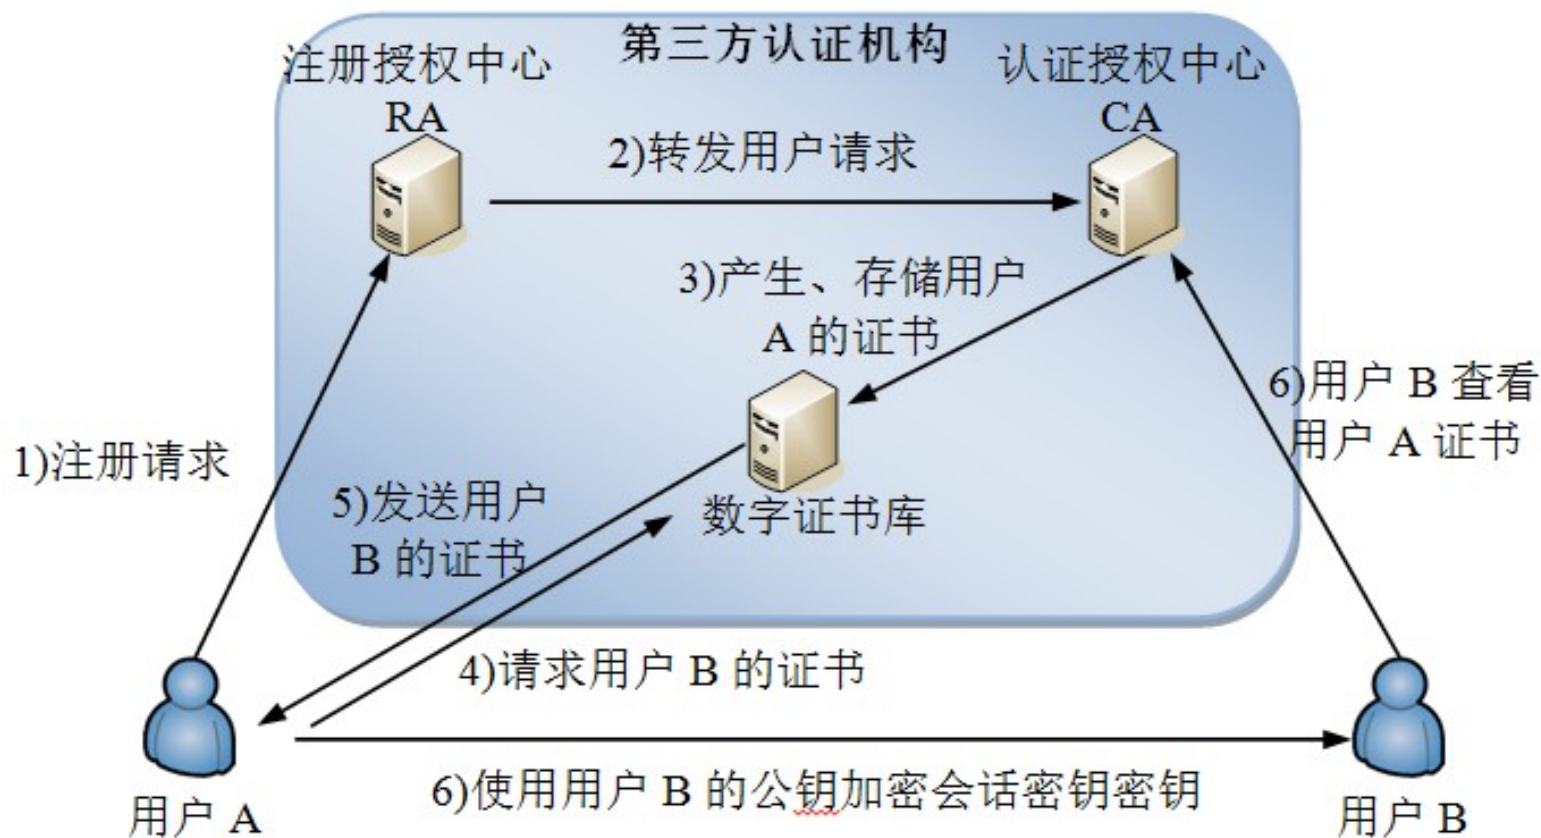 第三方认证机构
注册授权中心
RA
认证授权中心
CA
2)转发用户请求
3)产生、存储用户
A 的证书
6)用户 B 查看
用户 A 证书
1)注册请求
5)发送用户
B 的证书
数字证书库
4)请求用户 B 的证书
6)使用用户 B 的公钥加密会话密钥密钥
用户 A
用户 B